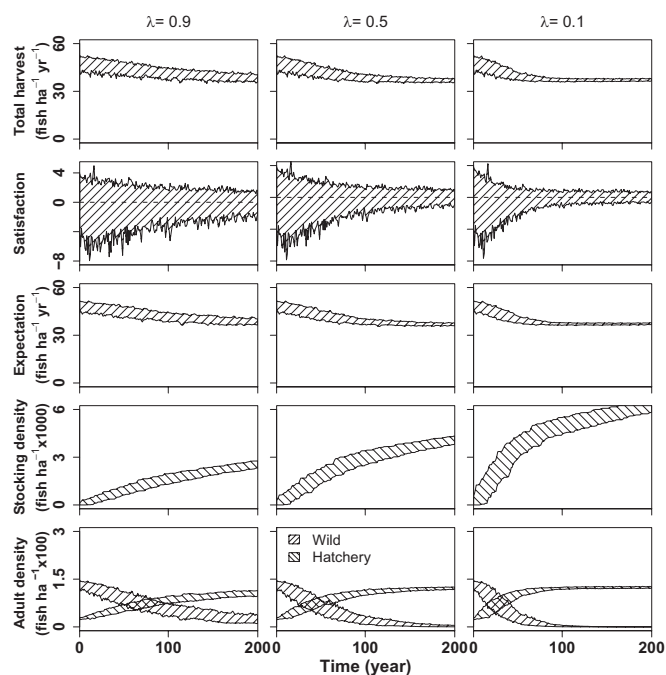 λ= 0.9 λ= 0.5 λ= 0.1
Total harvest
(fish ha⁻¹ yr⁻¹)
60
30
0
Satisfaction
4
0
−8
Expectation
(fish ha⁻¹ yr⁻¹)
60
30
0
Stocking density
(fish ha⁻¹x1000)
6
3
0
Adult density
(fish ha⁻¹x100)
3
1.5
0
Wild
Hatchery
0 100 200 0 100 200 0 100 200
Time (year)